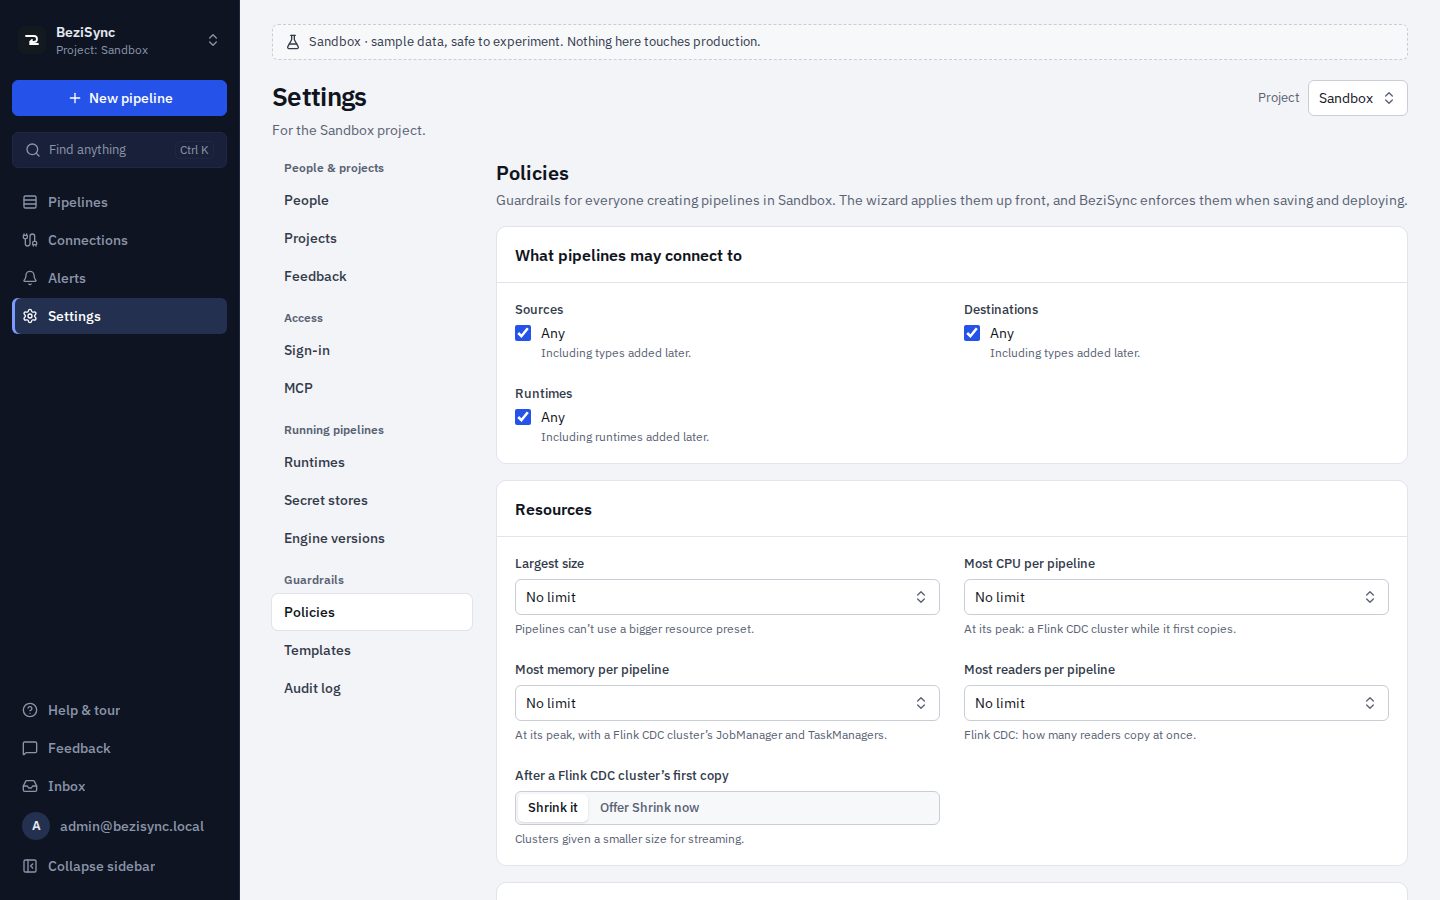 BeziSync
Project: Sandbox
New pipeline
Find anything
Ctrl K
Pipelines
Connections
Alerts
Settings
Help & tour
Feedback
Inbox
A
admin@bezisync.local
Collapse sidebar
Sandbox · sample data, safe to experiment. Nothing here touches production.
Settings
For the Sandbox project.
Project
Sandbox
People & projects
People
Projects
Feedback
Access
Sign-in
MCP
Running pipelines
Runtimes
Secret stores
Engine versions
Guardrails
Policies
Templates
Audit log
Policies
Guardrails for everyone creating pipelines in Sandbox. The wizard applies them up front, and BeziSync enforces them when saving and deploying.
What pipelines may connect to
Sources
Any
Including types added later.
Destinations
Any
Including types added later.
Runtimes
Any
Including runtimes added later.
Resources
Largest size
No limit
Pipelines can’t use a bigger resource preset.
Most CPU per pipeline
No limit
At its peak: a Flink CDC cluster while it first copies.
Most memory per pipeline
No limit
At its peak, with a Flink CDC cluster’s JobManager and TaskManagers.
Most readers per pipeline
No limit
Flink CDC: how many readers copy at once.
After a Flink CDC cluster’s first copy
Shrink it
Offer Shrink now
Clusters given a smaller size for streaming.